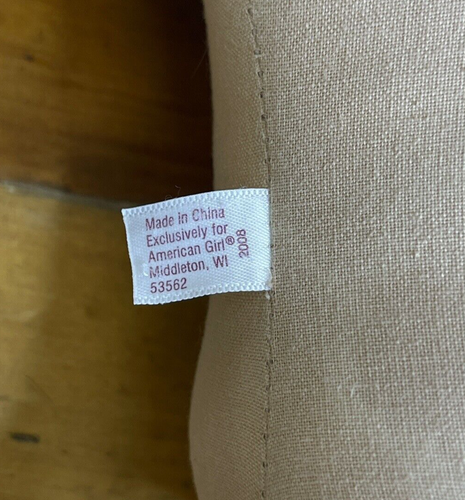 Made in China
Exclusively for
American Girl®
Middleton, WI
53562
2008